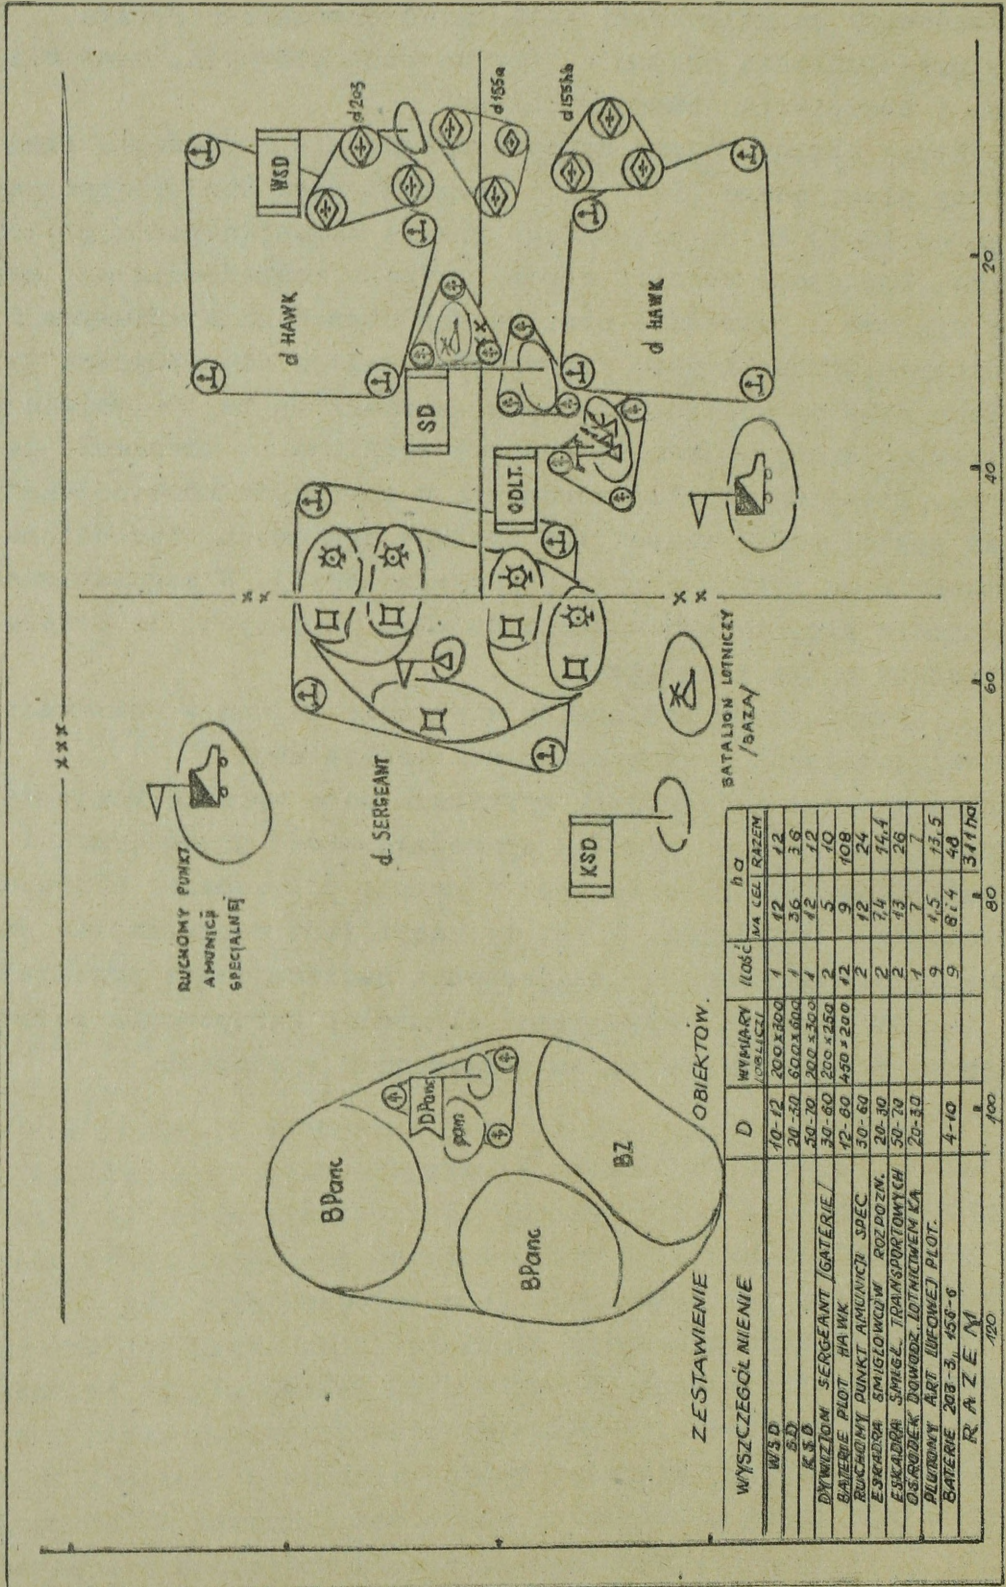 xxx
d HAWK
WSD
d 203
d 155a
d 155hb
SD
xx
d HAWK
ODLT.
xx
xx
RUCHOMY PUNKT
AMUNICJI
SPECJALNEJ
d. SERGEANT
KSD
BATALION LOTNICZY
/BAZA/
BPanc
DPanc
pam
BPanc
BZ
ZESTAWIENIE OBIEKTÓW.
WYSZCZEGÓLNIENIE D WYMIARY /OBLICZ/ ILOŚĆ ha
NA CEL RAZEM
WSD 10-12 200x300 1 12 12
SD 20-30 600x600 1 36 36
KSD 50-70 200x300 1 12 12
DYWIZJON SERGEANT /BATERIE/ 30-60 200x250 2 5 10
BATERIE PLOT HAWK 12-60 450x200 12 9 108
RUCHOMY PUNKT AMUNICJI SPEC 30-60 2 12 24
ESKADRA ŚMIGŁOWCÓW ROZPOZN. 20-30 2 7,4 14,4
ESKADRA ŚMIGŁ. TRANSPORTOWYCH 50-70 2 13 26
OŚRODEK DOWODZ. LOTNICTWEM KA 20-30 1 7 7
PLUTONY ART LUFOWEJ PLOT. 9 1,5 13,5
BATERIE 203-3, 155-6 4-10 9 8i4 48
RAZEM 311 ha
20
40
60
80
100
120